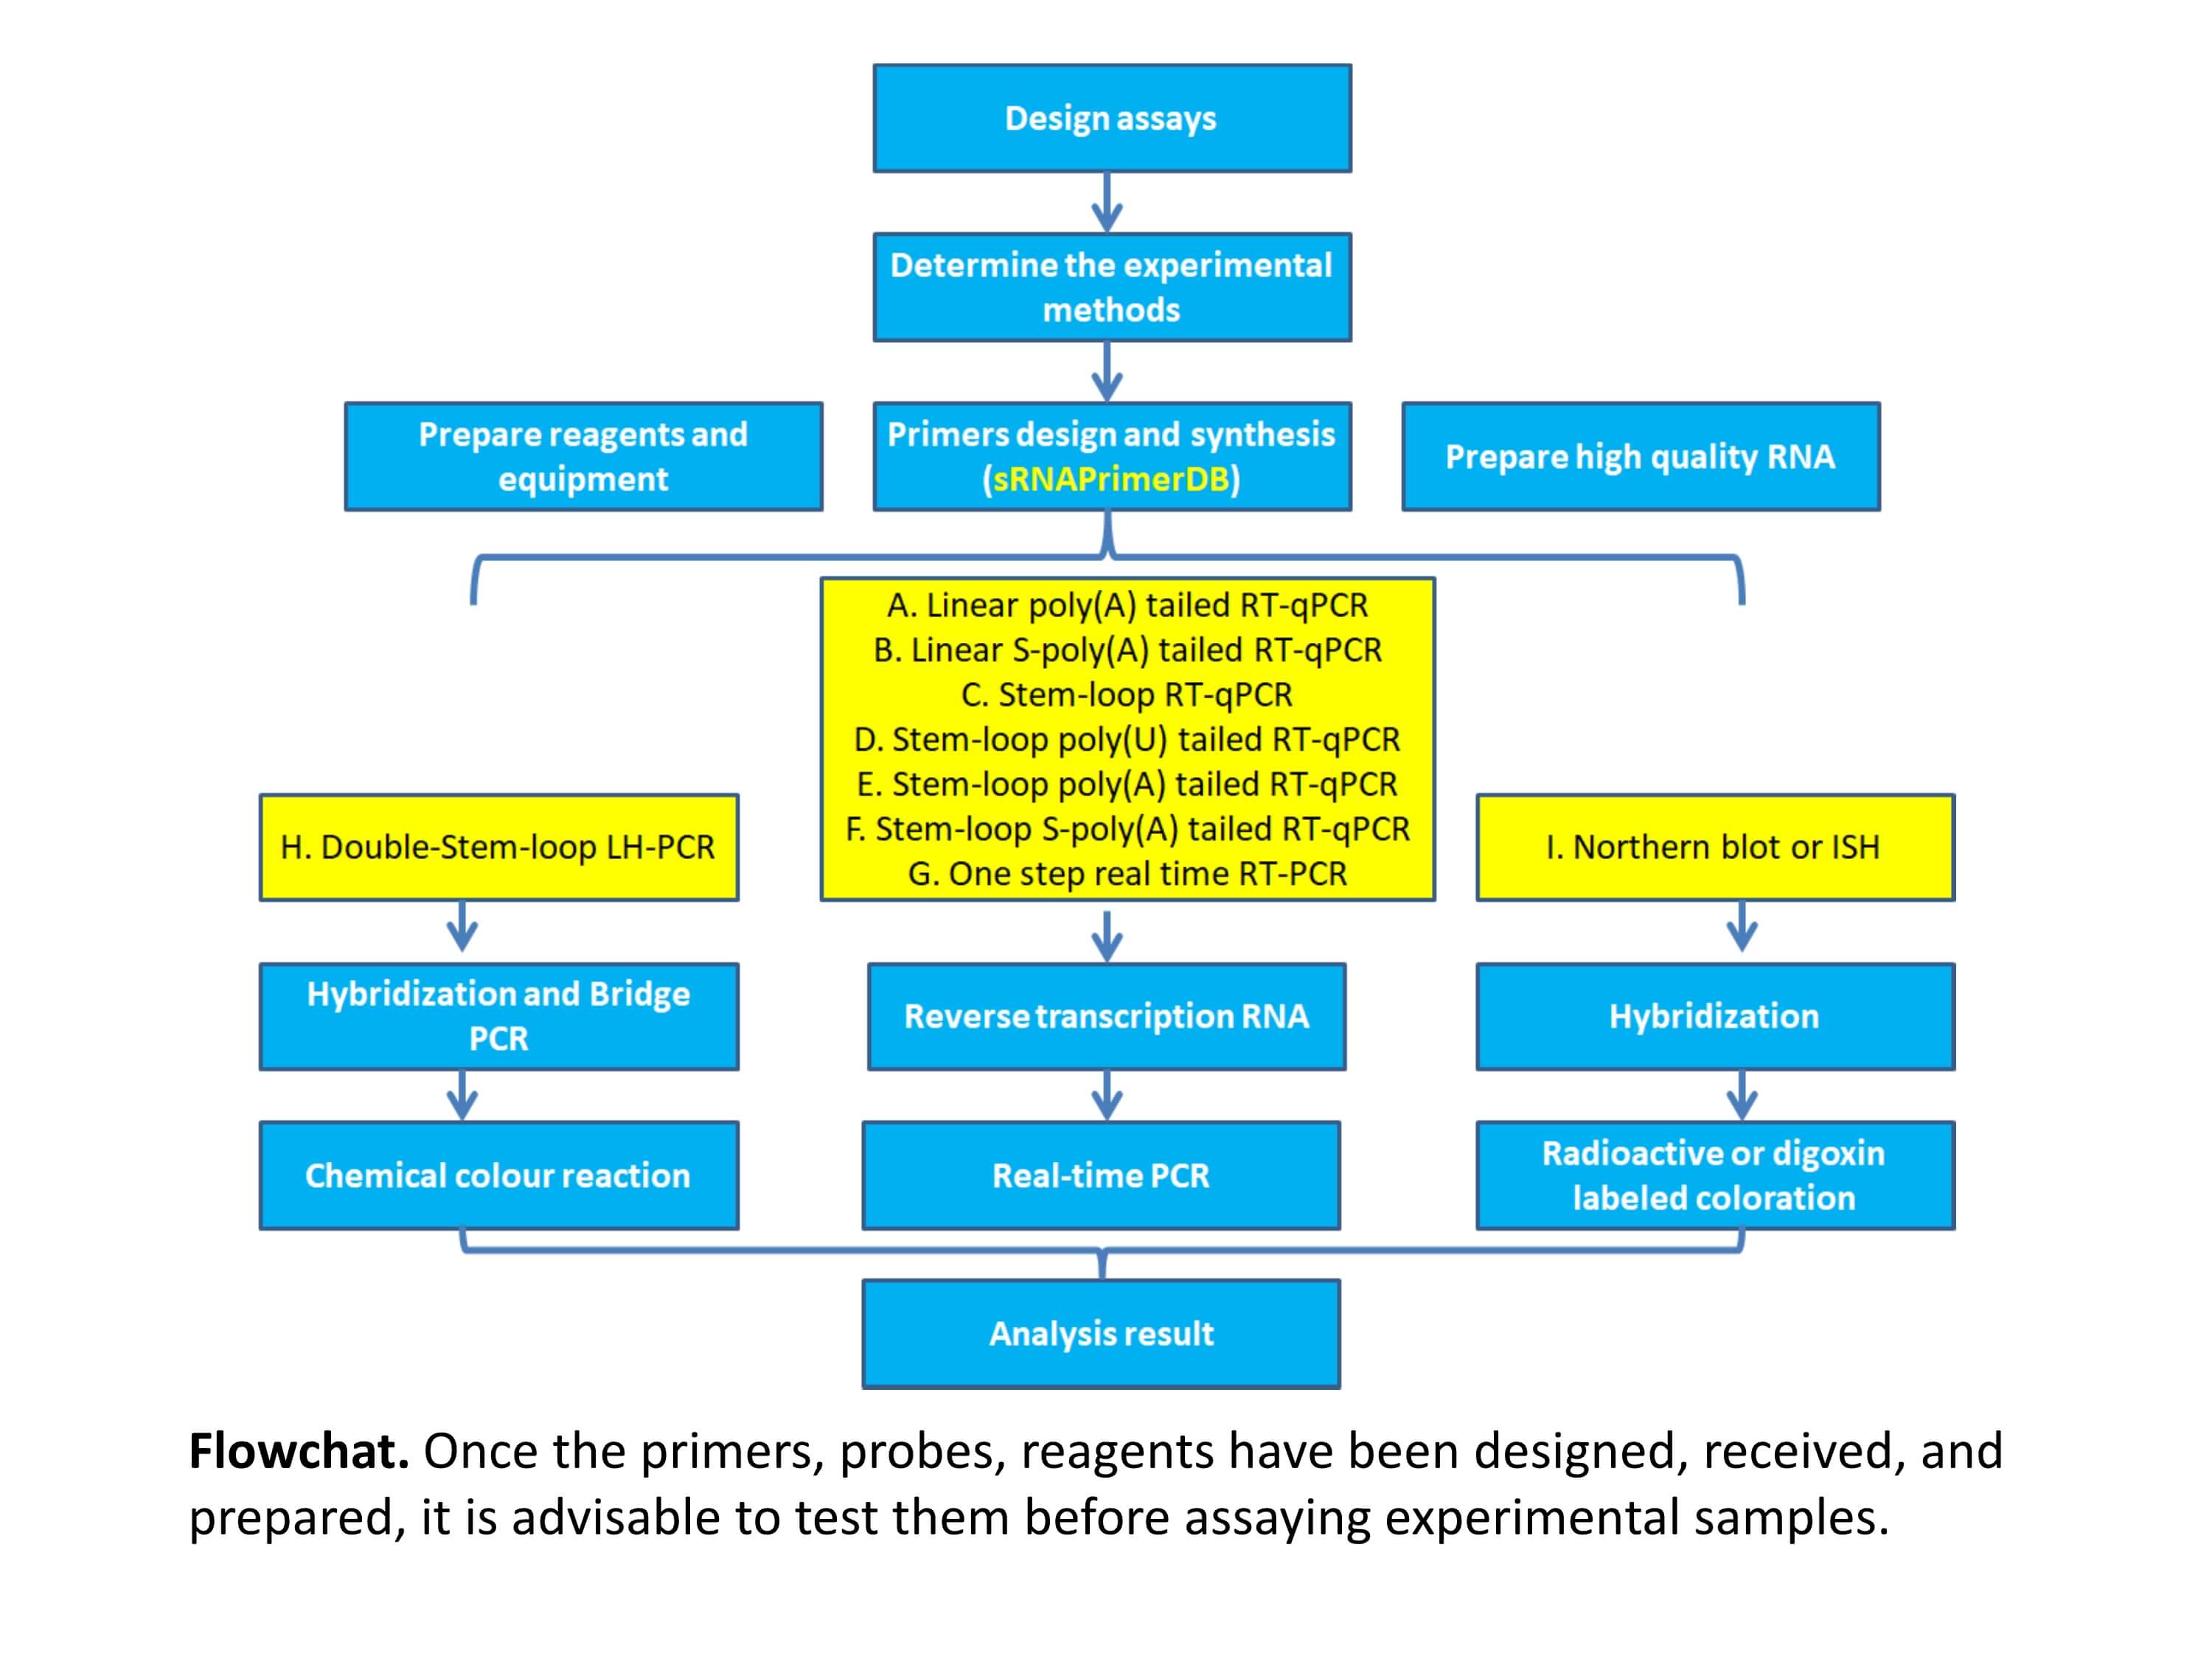 Design assays
Determine the experimental
methods
Prepare reagents and
equipment
Primers design and synthesis
(sRNAPrimerDB)
Prepare high quality RNA
A. Linear poly(A) tailed RT-qPCR
B. Linear S-poly(A) tailed RT-qPCR
C. Stem-loop RT-qPCR
D. Stem-loop poly(U) tailed RT-qPCR
E. Stem-loop poly(A) tailed RT-qPCR
F. Stem-loop S-poly(A) tailed RT-qPCR
G. One step real time RT-PCR
H. Double-Stem-loop LH-PCR
I. Northern blot or ISH
Hybridization and Bridge
PCR
Reverse transcription RNA
Hybridization
Chemical colour reaction
Real-time PCR
Radioactive or digoxin
labeled coloration
Analysis result
Flowchat. Once the primers, probes, reagents have been designed, received, and
prepared, it is advisable to test them before assaying experimental samples.